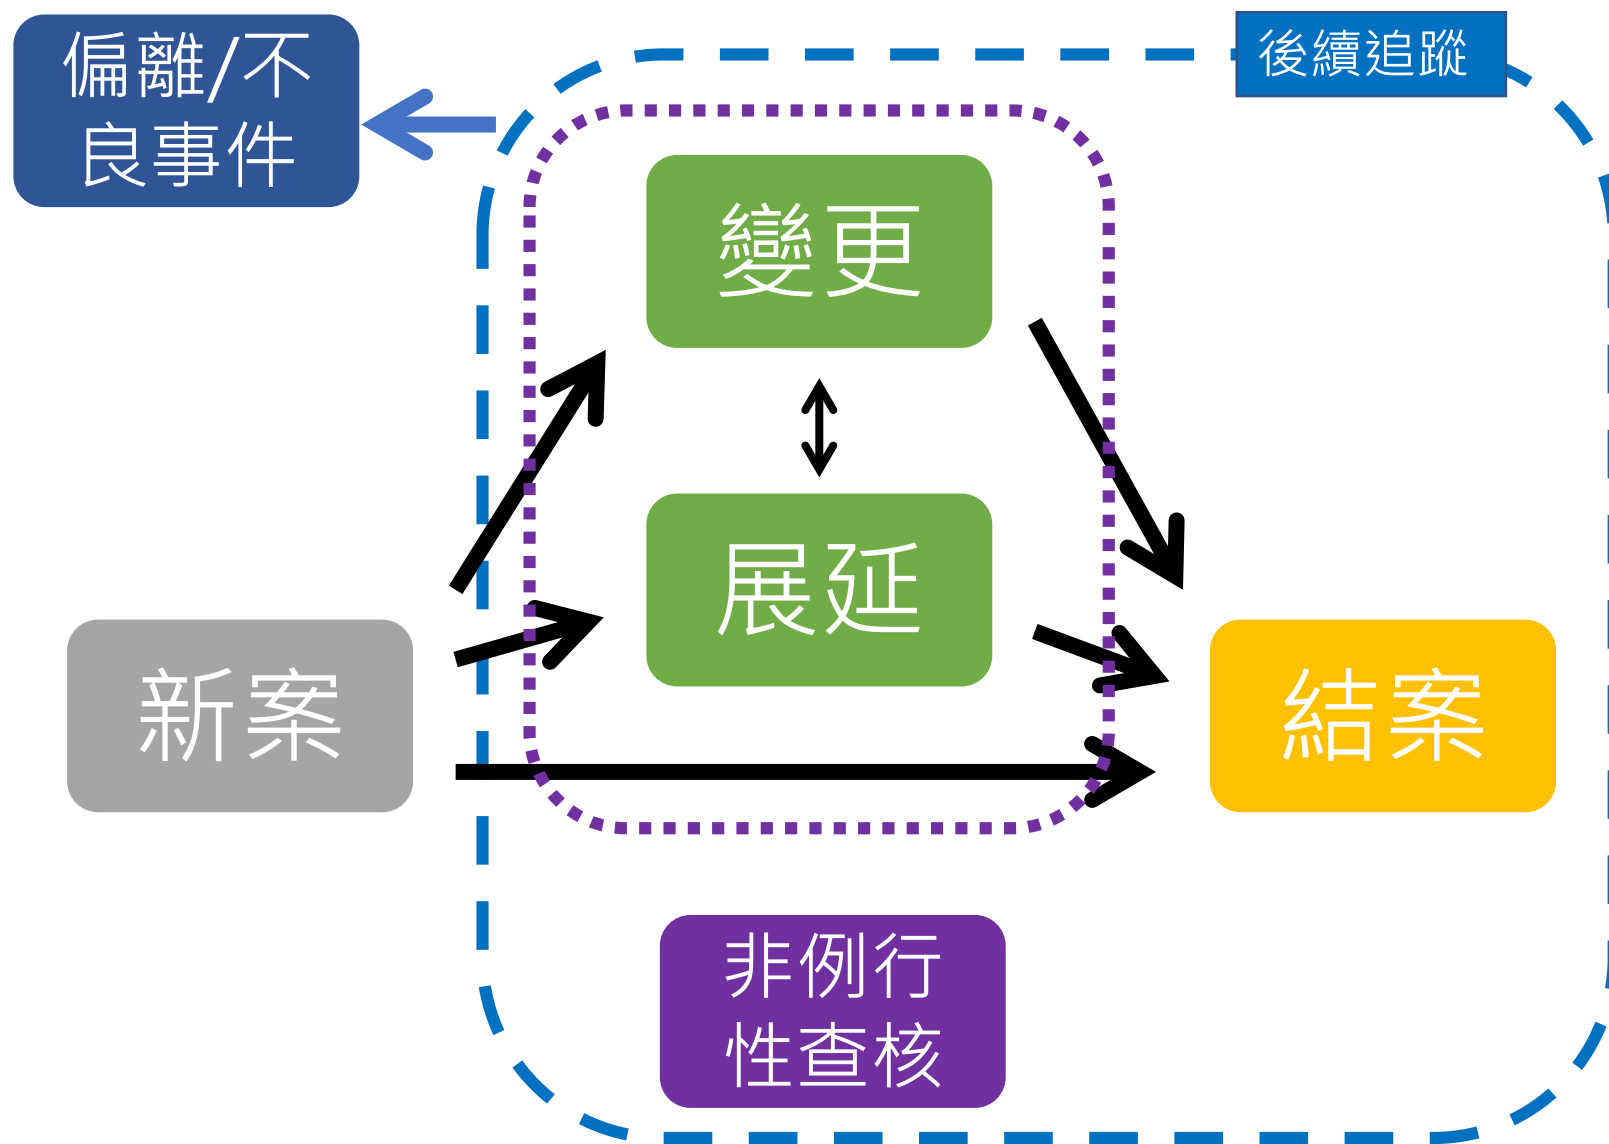 偏離/不
良事件
後續追蹤
變更
展延
新案
結案
非例行
性查核